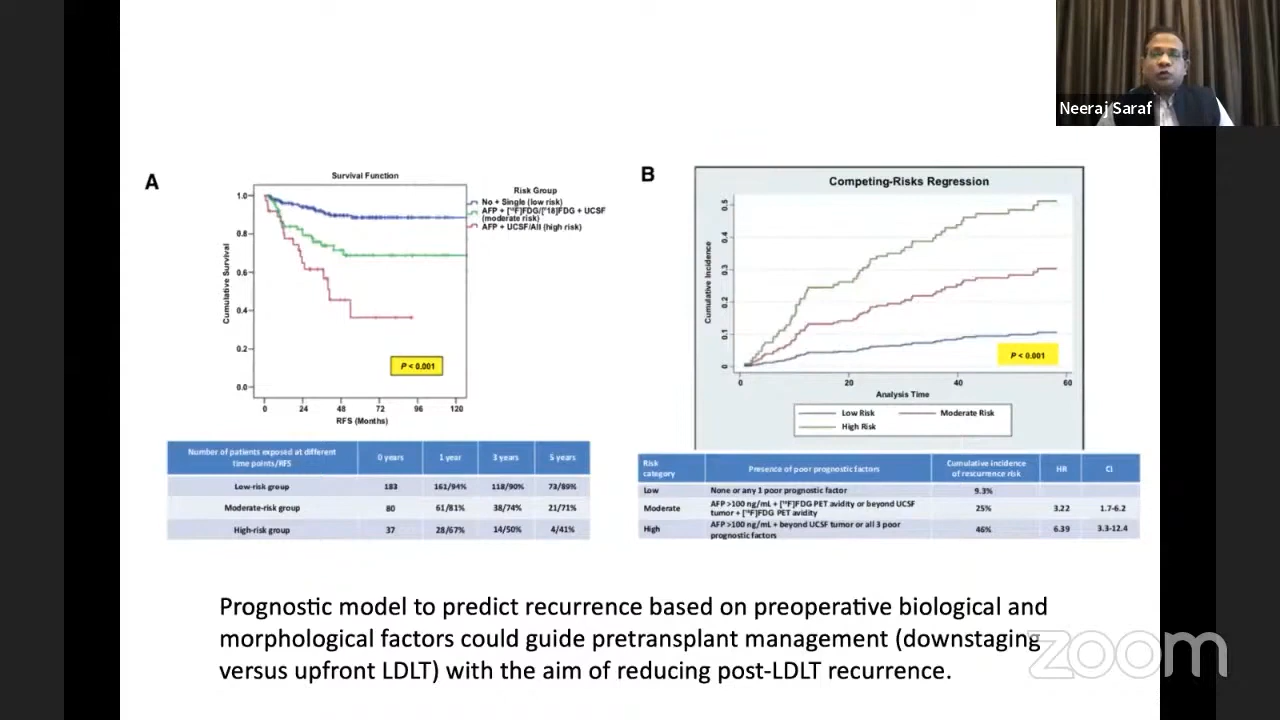 Neeraj Saraf
A
Survival Function
Cumulative Survival
1.0
0.8
0.6
0.4
0.2
0.0
P < 0.001
0 24 48 72 96 120
RFS (Months)
Risk Group
No + Single (low risk)
AFP + [¹⁸F]FDG/[¹18]FDG + UCSF
(moderate risk)
AFP + UCSF/All (high risk)
Number of patients exposed at different time points/RFS 0 years 1 year 3 years 5 years
Low-risk group 183 161/94% 118/90% 73/89%
Moderate-risk group 80 61/81% 38/74% 21/71%
High-risk group 37 28/67% 14/50% 4/41%
B
Competing-Risks Regression
Cumulative Incidence
0.5
0.4
0.3
0.2
0.1
0
P < 0.001
0 20 40 60
Analysis Time
Low Risk Moderate Risk
High Risk
Risk category Presence of poor prognostic factors Cumulative incidence of rescurrence risk HR CI
Low None or any 1 poor prognostic factor 9.3%
Moderate AFP >100 ng/mL + [¹⁸F]FDG PET avidity or beyond UCSF tumor + [¹⁸F]FDG PET avidity 25% 3.22 1.7-6.2
High AFP >100 ng/mL + beyond UCSF tumor or all 3 poor prognostic factors 46% 6.39 3.3-12.4
Prognostic model to predict recurrence based on preoperative biological and
morphological factors could guide pretransplant management (downstaging
versus upfront LDLT) with the aim of reducing post-LDLT recurrence.
zoom